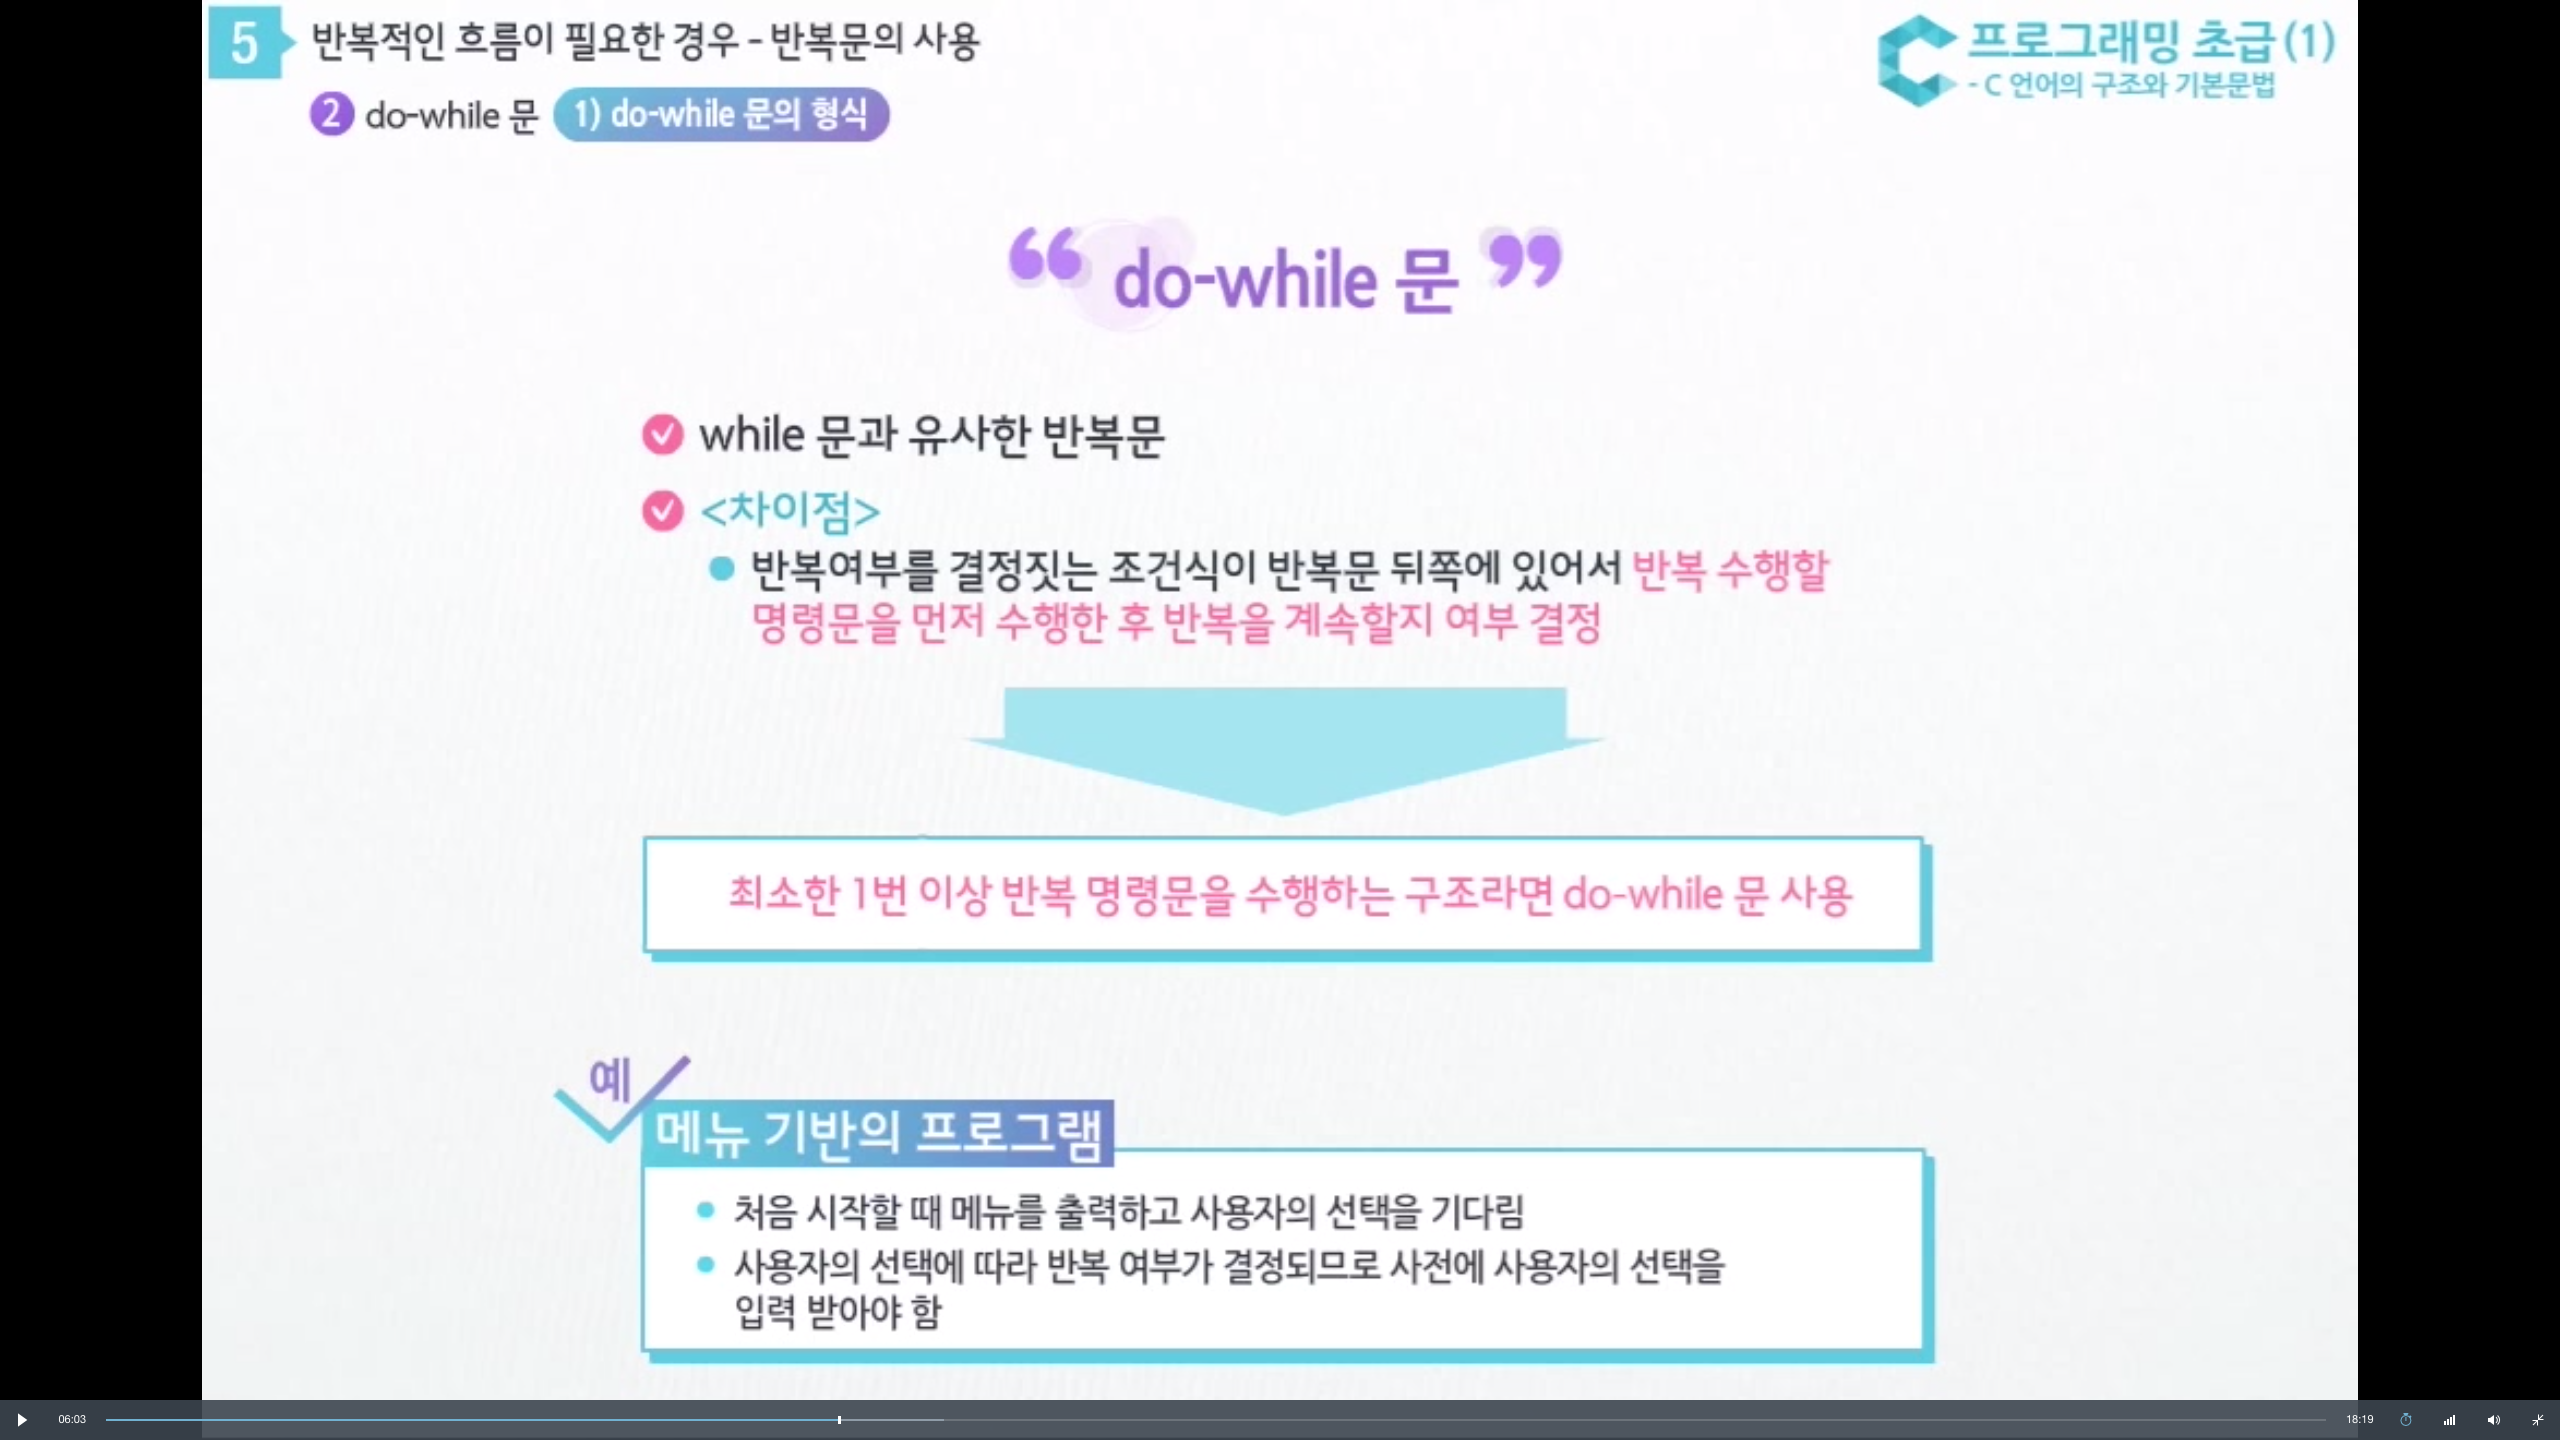 5 반복적인 흐름이 필요한 경우 - 반복문의 사용
프로그래밍 초급(1)
- C 언어의 구조와 기본문법
2 do-while 문 1) do-while 문의 형식
“ do-while 문 ”
while 문과 유사한 반복문
<차이점>
반복여부를 결정짓는 조건식이 반복문 뒤쪽에 있어서 반복 수행할
명령문을 먼저 수행한 후 반복을 계속할지 여부 결정
최소한 1번 이상 반복 명령문을 수행하는 구조라면 do-while 문 사용
예
메뉴 기반의 프로그램
처음 시작할 때 메뉴를 출력하고 사용자의 선택을 기다림
사용자의 선택에 따라 반복 여부가 결정되므로 사전에 사용자의 선택을
입력 받아야 함
06:03
18:19